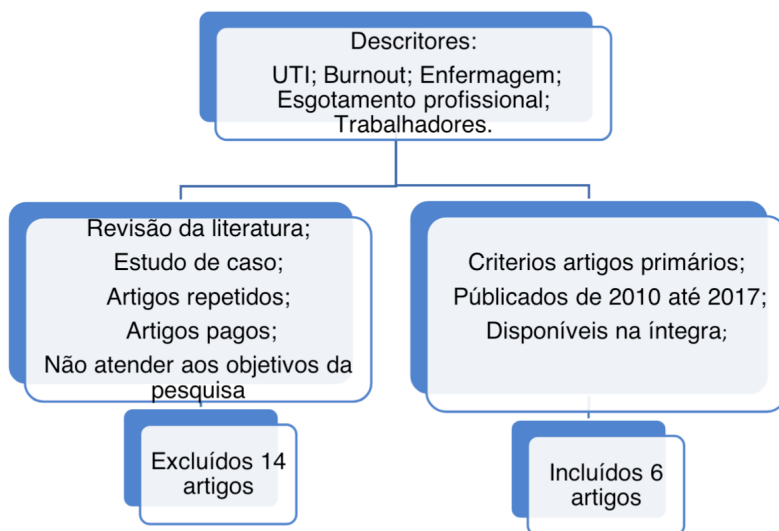 Descritores:
UTI; Burnout; Enfermagem;
Esgotamento profissional;
Trabalhadores.
Revisão da literatura;
Estudo de caso;
Artigos repetidos;
Artigos pagos;
Não atender aos objetivos da
pesquisa
Criterios artigos primários;
Públicados de 2010 até 2017;
Disponíveis na íntegra;
Excluídos 14
artigos
Incluídos 6
artigos